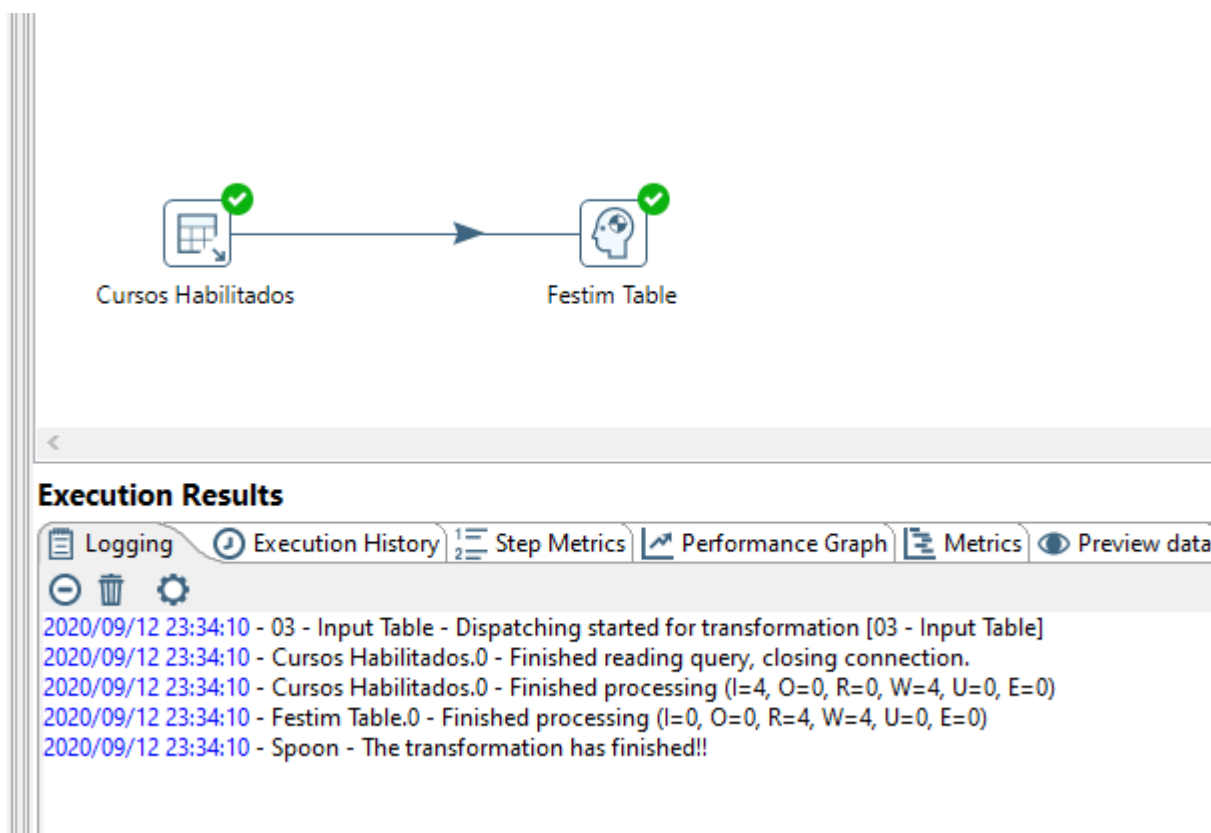 Cursos Habilitados
Festim Table
Execution Results
Logging Execution History Step Metrics Performance Graph Metrics Preview data
2020/09/12 23:34:10 - 03 - Input Table - Dispatching started for transformation [03 - Input Table]
2020/09/12 23:34:10 - Cursos Habilitados.0 - Finished reading query, closing connection.
2020/09/12 23:34:10 - Cursos Habilitados.0 - Finished processing (I=4, O=0, R=0, W=4, U=0, E=0)
2020/09/12 23:34:10 - Festim Table.0 - Finished processing (I=0, O=0, R=4, W=4, U=0, E=0)
2020/09/12 23:34:10 - Spoon - The transformation has finished!!